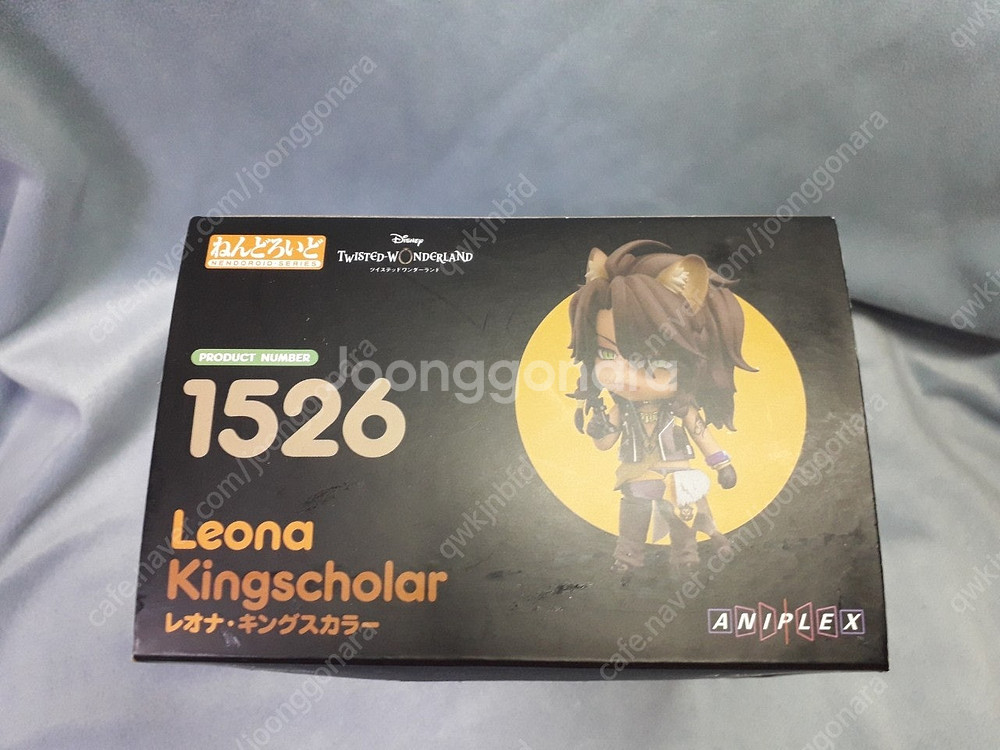 ねんどろいど
NENDOROID SERIES
Disney
TWISTED-WONDERLAND
ツイステッドワンダーランド
PRODUCT NUMBER
1526
Leona
Kingscholar
レオナ・キングスカラー
ANIPLEX
joonggonara
cafe.naver.com/joonggonara
qwkjnbfd